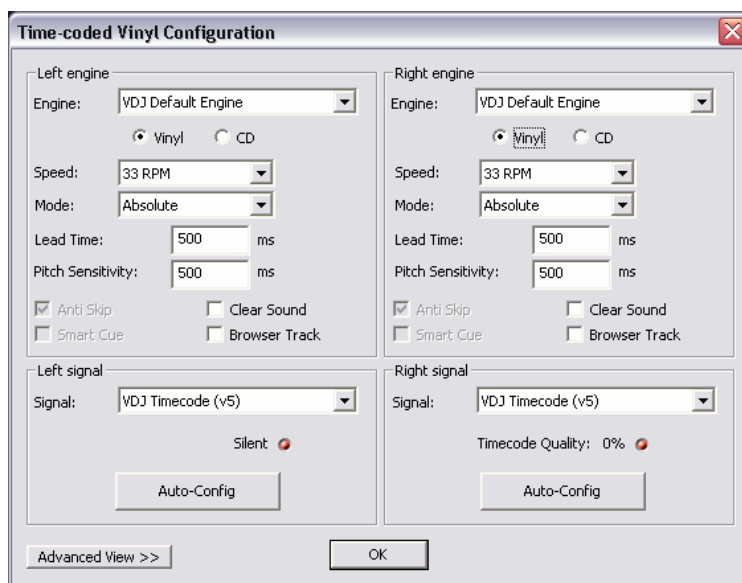 Time-coded Vinyl Configuration
Left engine
Engine: VDJ Default Engine
Vinyl CD
Speed: 33 RPM
Mode: Absolute
Lead Time: 500 ms
Pitch Sensitivity: 500 ms
Anti Skip Clear Sound
Smart Cue Browser Track
Right engine
Engine: VDJ Default Engine
Vinyl CD
Speed: 33 RPM
Mode: Absolute
Lead Time: 500 ms
Pitch Sensitivity: 500 ms
Anti Skip Clear Sound
Smart Cue Browser Track
Left signal
Signal: VDJ Timecode (v5)
Silent
Auto-Config
Right signal
Signal: VDJ Timecode (v5)
Timecode Quality: 0%
Auto-Config
Advanced View >>
OK